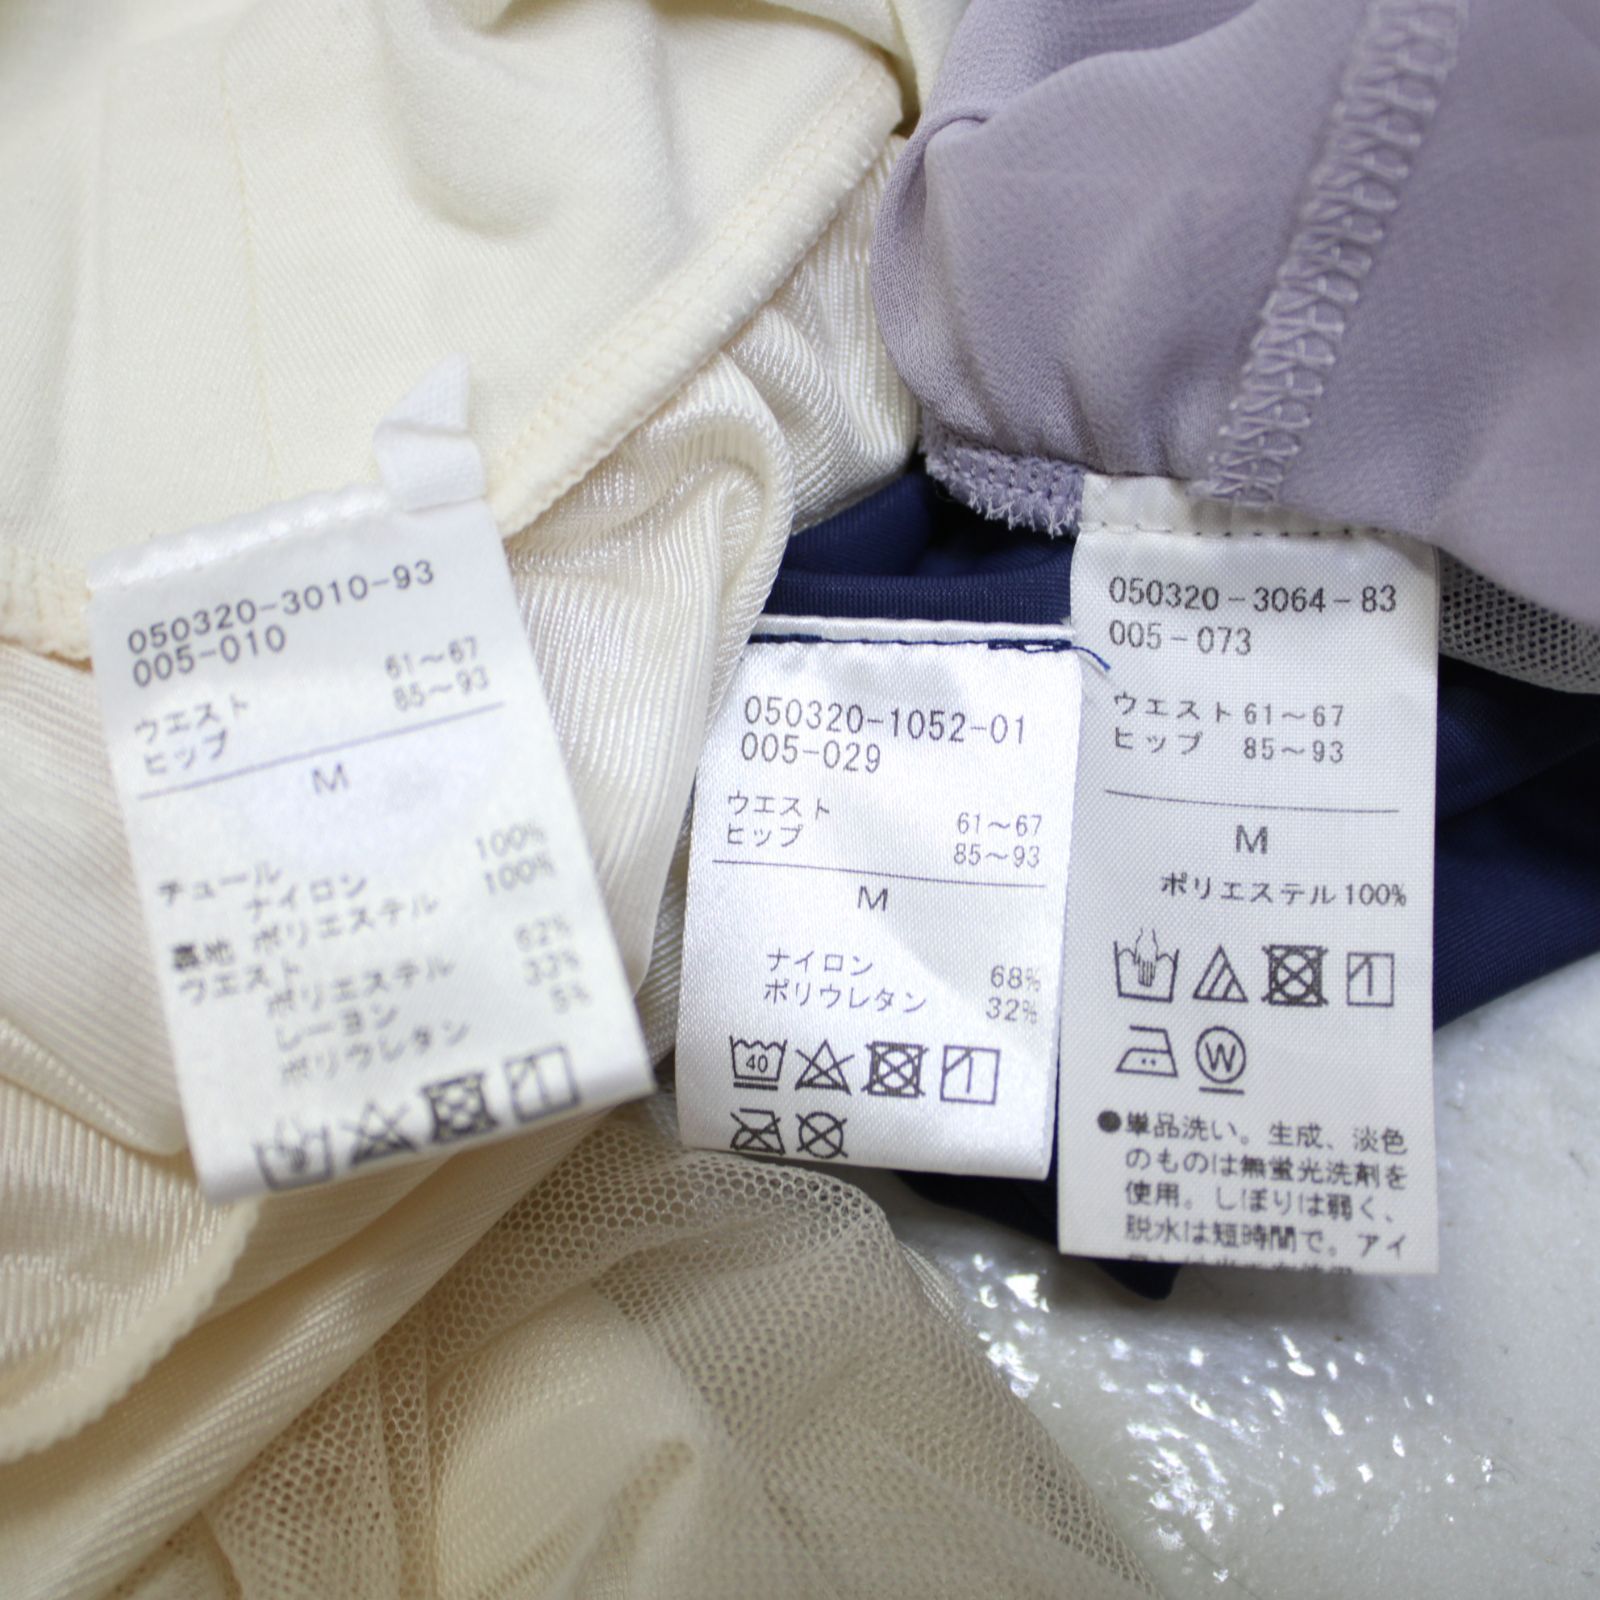 050320-3010-93
005-010
ウエスト 61～67
ヒップ 85～93
M
チュール
ナイロン 100%
ポリエステル 100%
ウエスト
ポリエステル 62%
レーヨン 33%
ポリウレタン 5%
050320-1052-01
005-029
ウエスト 61～67
ヒップ 85～93
M
ナイロン 68%
ポリウレタン 32%
40
050320-3064-83
005-073
ウエスト 61～67
ヒップ 85～93
M
ポリエステル100%
W
●単品洗い。生成、淡色
のものは無蛍光洗剤を
使用。しぼりは弱く、
脱水は短時間で。アイ